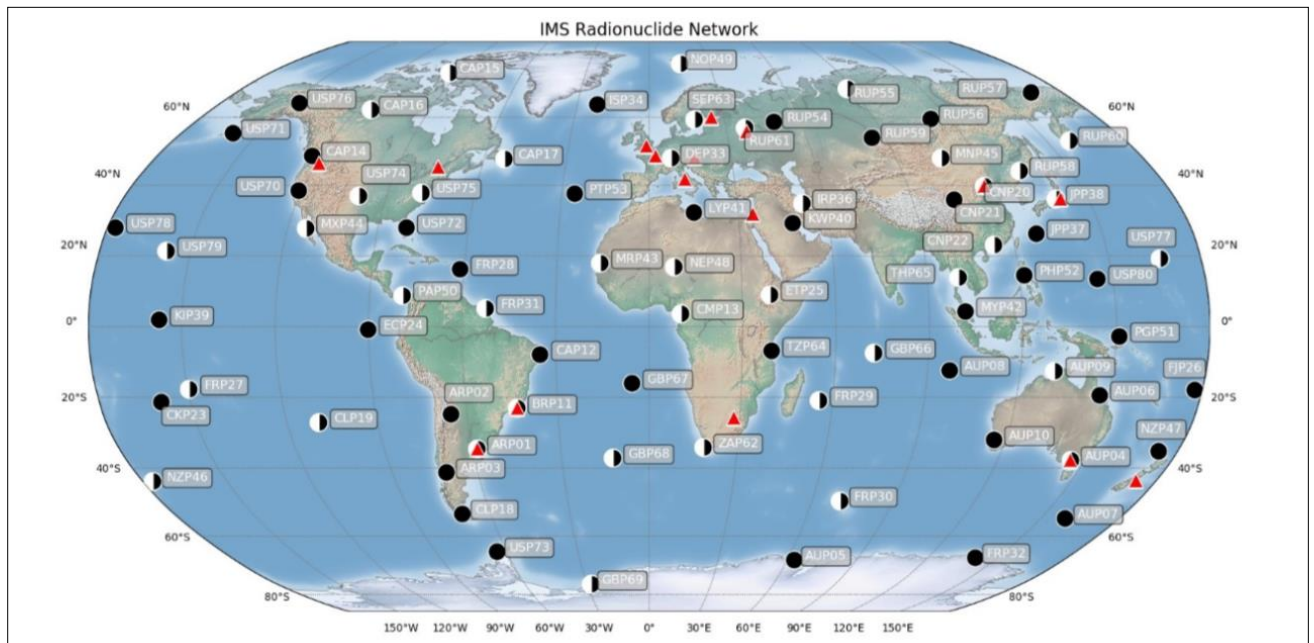 IMS Radionuclide Network
NOP49
CAP15
RUP55
RUP57
60°N
USP76
CAP16
ISP34
SEP63
60°N
USP71
RUP54
RUP56
RUP61
RUP59
RUP60
CAP14
CAP17
DEP33
MNP45
40°N
USP74
RUP58
40°N
USP70
USP75
PTP53
IRP36
CNP20
JPP38
LYP41
CNP21
USP78
MXP44
USP72
KWP40
JPP37
20°N
USP79
CNP22
USP77
20°N
FRP28
MRP43
NEP48
THP65
PHP52
USP80
PAP50
FRP31
ETP25
CMP13
MYP42
0°
KIP39
ECP24
PGP51
0°
CAP12
TZP64
GBP66
AUP08
AUP09
FJP26
FRP27
GBP67
AUP06
20°S
CKP23
ARP02
BRP11
FRP29
20°S
CLP19
ARP01
ZAP62
AUP10
NZP47
GBP68
AUP04
40°S
NZP46
ARP03
40°S
FRP30
CLP18
AUP07
60°S
USP73
AUP05
FRP32
60°S
GBP69
80°S
80°S
150°W 120°W 90°W 60°W 30°W 0° 30°E 60°E 90°E 120°E 150°E